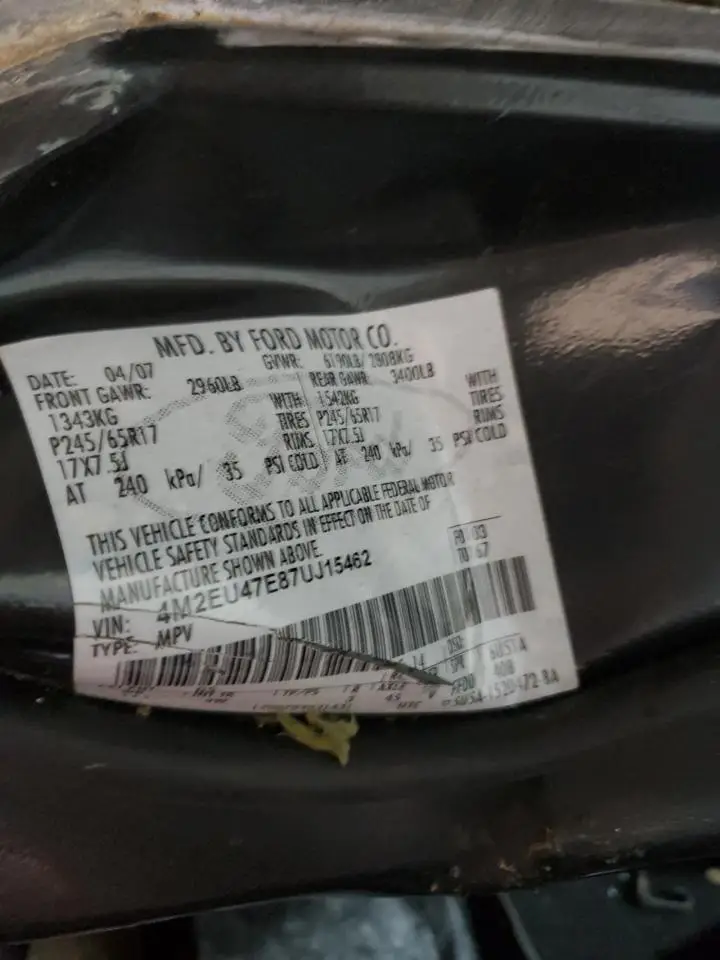 MFD. BY FORD MOTOR CO.
DATE: 04/07 GVWR: 6190LB/ 2808KG
FRONT GAWR: 2960LB REAR GAWR: 3400LB
1343KG WITH 1542KG WITH
P245/65R17 TIRES P245/65R17 TIRES
17X7.5J RIMS 17X7.5J RIMS
AT 240 kPa/ 35 PSI COLD AT 240 kPa/ 35 PSI COLD
THIS VEHICLE CONFORMS TO ALL APPLICABLE FEDERAL MOTOR
VEHICLE SAFETY STANDARDS IN EFFECT ON THE DATE OF
MANUFACTURE SHOWN ABOVE
VIN: 4M2EU47E87UJ15462
TYPE: MPV
14 DSO
AXLE